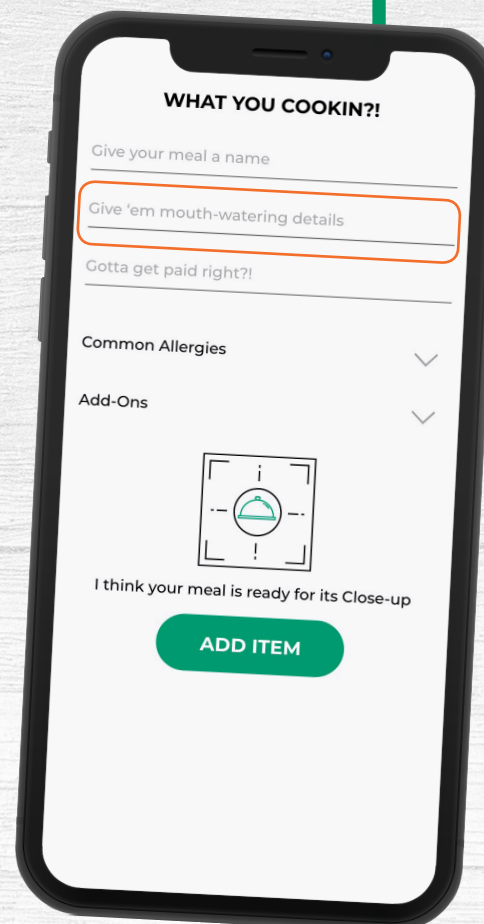 WHAT YOU COOKIN?!
Give your meal a name
Give ‘em mouth-watering details
Gotta get paid right?!
Common Allergies
Add-Ons
I think your meal is ready for its Close-up
ADD ITEM